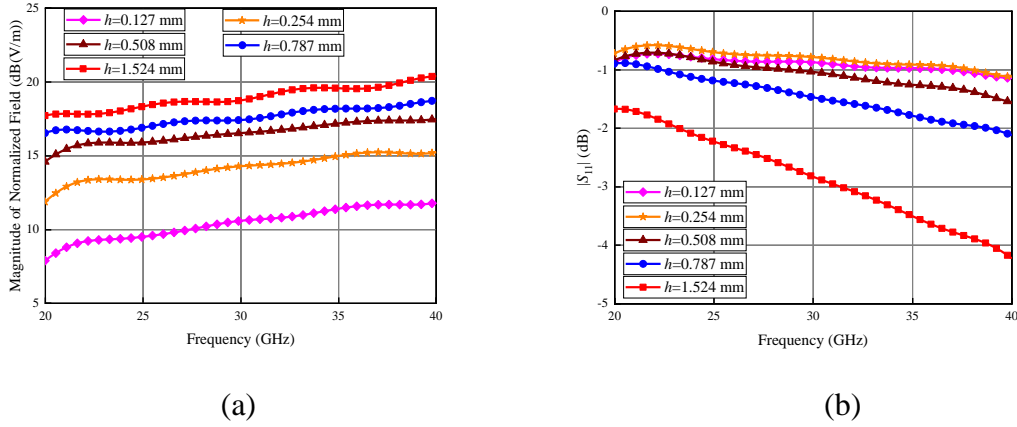 Magnitude of Normalized Field (dB(V/m))
25
20
15
10
5
h=0.127 mm
h=0.254 mm
h=0.508 mm
h=0.787 mm
h=1.524 mm
20
25
30
35
40
Frequency (GHz)
(a)
|S11| (dB)
0
-1
-2
-3
-4
-5
h=0.127 mm
h=0.254 mm
h=0.508 mm
h=0.787 mm
h=1.524 mm
20
25
30
35
40
Frequency (GHz)
(b)